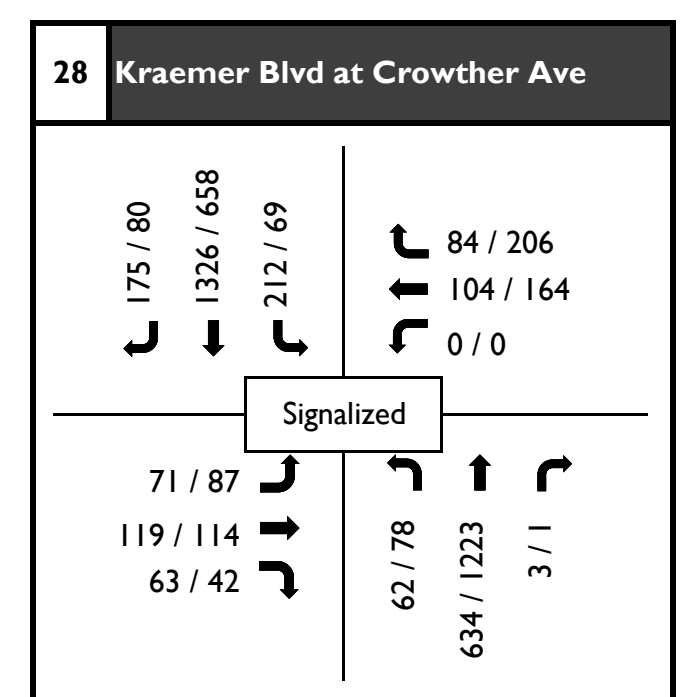 28 Kraemer Blvd at Crowther Ave
175 / 80
1326 / 658
212 / 69
84 / 206
104 / 164
0 / 0
Signalized
71 / 87
119 / 114
63 / 42
62 / 78
634 / 1223
3 / 1